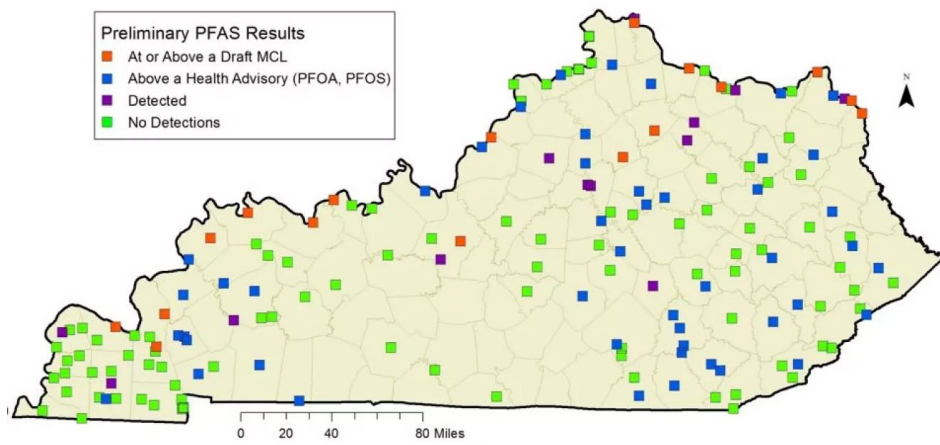 Preliminary PFAS Results
At or Above a Draft MCL
Above a Health Advisory (PFOA, PFOS)
Detected
No Detections
N
0 20 40 80 Miles